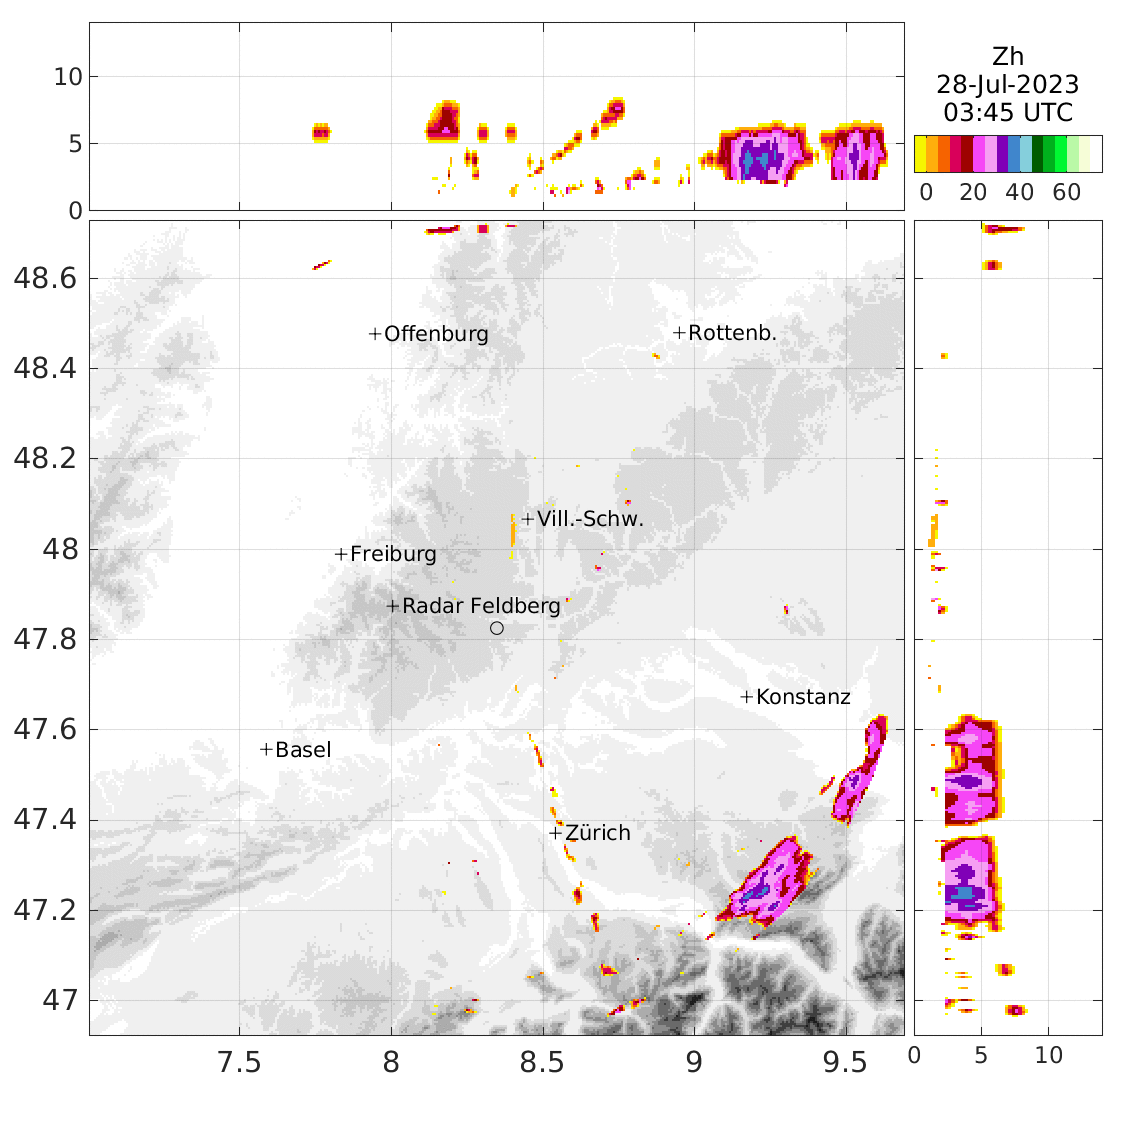 10
5
0
Zh
28-Jul-2023
03:45 UTC
0 20 40 60
48.6
48.4
48.2
48
47.8
47.6
47.4
47.2
47
+Offenburg
+Rottenb.
+Vill.-Schw.
+Freiburg
+Radar Feldberg
+Konstanz
+Basel
+Zürich
7.5 8 8.5 9 9.5
0 5 10